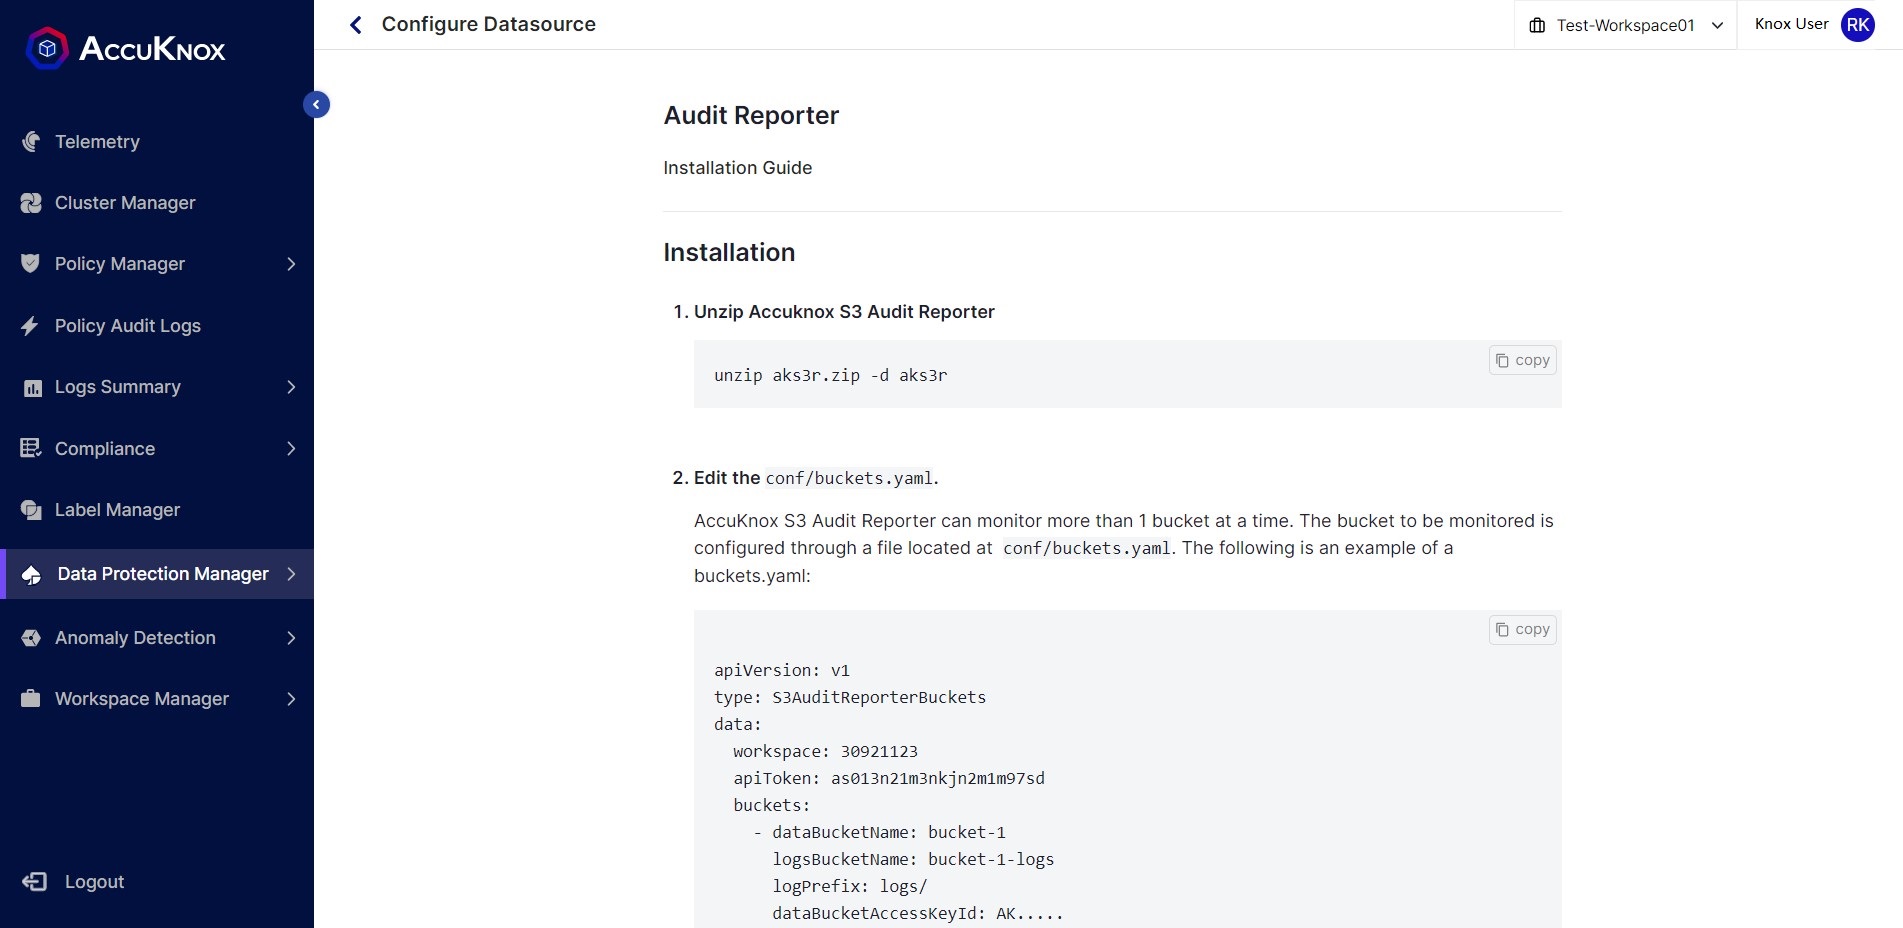 ACCUKNOX
Telemetry
Cluster Manager
Policy Manager
Policy Audit Logs
Logs Summary
Compliance
Label Manager
Data Protection Manager
Anomaly Detection
Workspace Manager
Logout
Configure Datasource
Test-Workspace01
Knox User
RK
Audit Reporter
Installation Guide
Installation
1. Unzip Accuknox S3 Audit Reporter
copy
unzip aks3r.zip -d aks3r
2. Edit the conf/buckets.yaml.
AccuKnox S3 Audit Reporter can monitor more than 1 bucket at a time. The bucket to be monitored is
configured through a file located at conf/buckets.yaml. The following is an example of a
buckets.yaml:
copy
apiVersion: v1
type: S3AuditReporterBuckets
data:
  workspace: 30921123
  apiToken: as013n21m3nkjn2m1m97sd
  buckets:
    - dataBucketName: bucket-1
      logsBucketName: bucket-1-logs
      logPrefix: logs/
      dataBucketAccessKeyId: AK.....